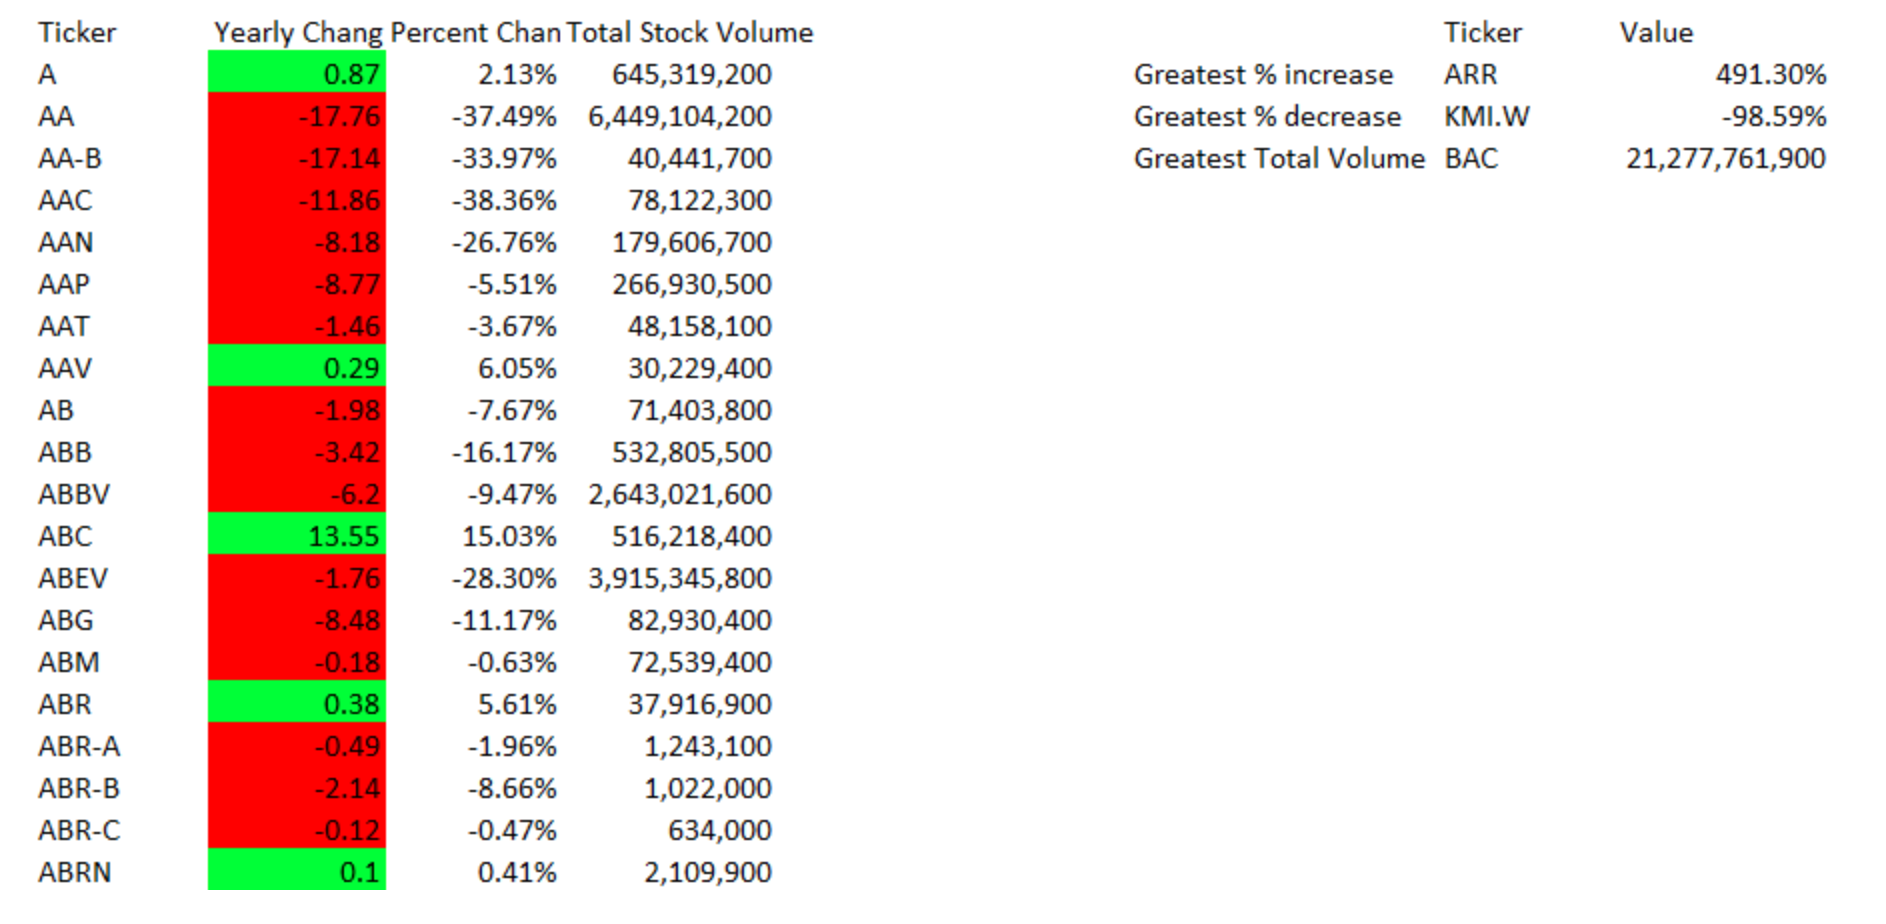 Ticker Yearly Chang Percent Chan Total Stock Volume Ticker Value
A 0.87 2.13% 645,319,200 Greatest % increase ARR 491.30%
AA -17.76 -37.49% 6,449,104,200 Greatest % decrease KMI.W -98.59%
AA-B -17.14 -33.97% 40,441,700 Greatest Total Volume BAC 21,277,761,900
AAC -11.86 -38.36% 78,122,300
AAN -8.18 -26.76% 179,606,700
AAP -8.77 -5.51% 266,930,500
AAT -1.46 -3.67% 48,158,100
AAV 0.29 6.05% 30,229,400
AB -1.98 -7.67% 71,403,800
ABB -3.42 -16.17% 532,805,500
ABBV -6.2 -9.47% 2,643,021,600
ABC 13.55 15.03% 516,218,400
ABEV -1.76 -28.30% 3,915,345,800
ABG -8.48 -11.17% 82,930,400
ABM -0.18 -0.63% 72,539,400
ABR 0.38 5.61% 37,916,900
ABR-A -0.49 -1.96% 1,243,100
ABR-B -2.14 -8.66% 1,022,000
ABR-C -0.12 -0.47% 634,000
ABRN 0.1 0.41% 2,109,900